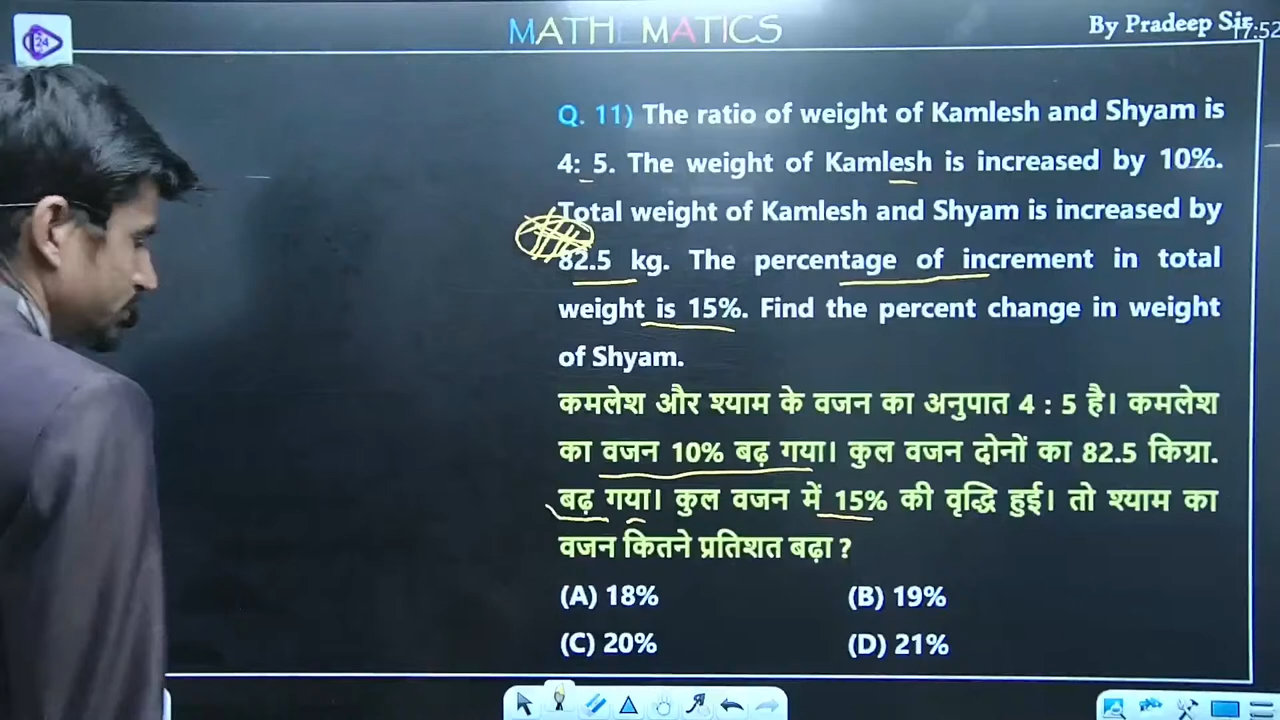 MATHEMATICS
By Pradeep Sir
17:52
24
Q. 11) The ratio of weight of Kamlesh and Shyam is
4: 5. The weight of Kamlesh is increased by 10%.
Total weight of Kamlesh and Shyam is increased by
82.5 kg. The percentage of increment in total
weight is 15%. Find the percent change in weight
of Shyam.
कमलेश और श्याम के वजन का अनुपात 4 : 5 है। कमलेश
का वजन 10% बढ़ गया। कुल वजन दोनों का 82.5 किग्रा.
बढ़ गया। कुल वजन में 15% की वृद्धि हुई। तो श्याम का
वजन कितने प्रतिशत बढ़ा ?
(A) 18% (B) 19%
(C) 20% (D) 21%